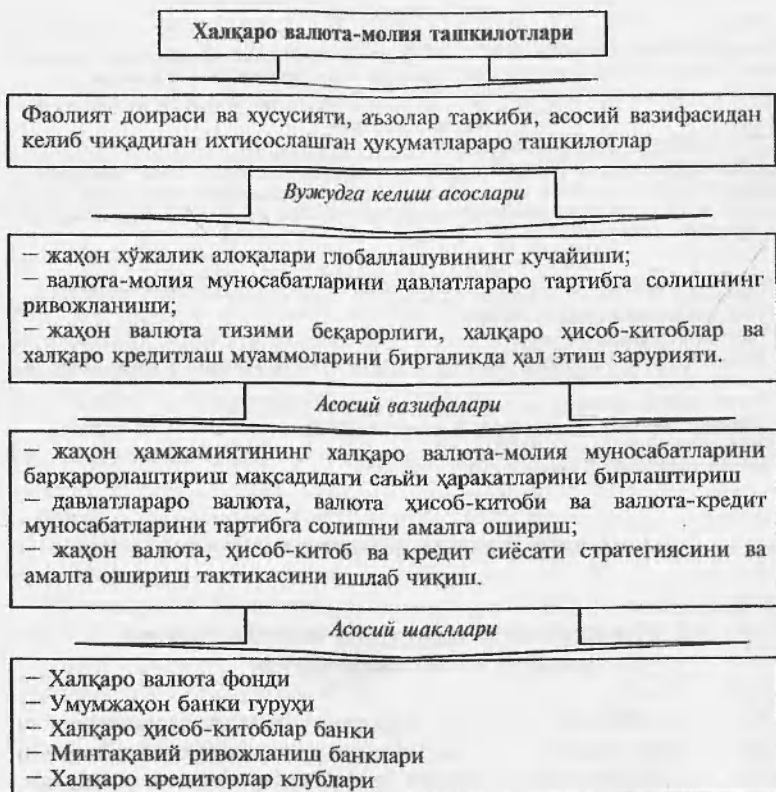 Халқаро валюта-молия ташкилотлари
Фаолият доираси ва хусусияти, аъзолар таркиби, асосий вазифасидан
келиб чиқадиган ихтисослашган ҳукуматлараро ташкилотлар
Вужудга келиш асослари
— жаҳон хўжалик алоқалари глобаллашувининг кучайиши;
— валюта-молия муносабатларини давлатлараро тартибга солишнинг
ривожланиши;
— жаҳон валюта тизими беқарорлиги, халқаро ҳисоб-китоблар ва
халқаро кредитлаш муаммоларини биргаликда ҳал этиш зарурияти.
Асосий вазифалари
— жаҳон ҳамжамиятининг халқаро валюта-молия муносабатларини
барқарорлаштириш мақсадидаги саъйи ҳаракатларини бирлаштириш
— давлатлараро валюта, валюта ҳисоб-китоби ва валюта-кредит
муносабатларини тартибга солишни амалга ошириш;
— жаҳон валюта, ҳисоб-китоб ва кредит сиёсати стратегиясини ва
амалга ошириш тактикасини ишлаб чиқиш.
Асосий шакллари
— Халқаро валюта фонди
— Умумжаҳон банки гуруҳи
— Халқаро ҳисоб-китоблар банки
— Минтақавий ривожланиш банклари
— Халқаро кредиторлар клублари